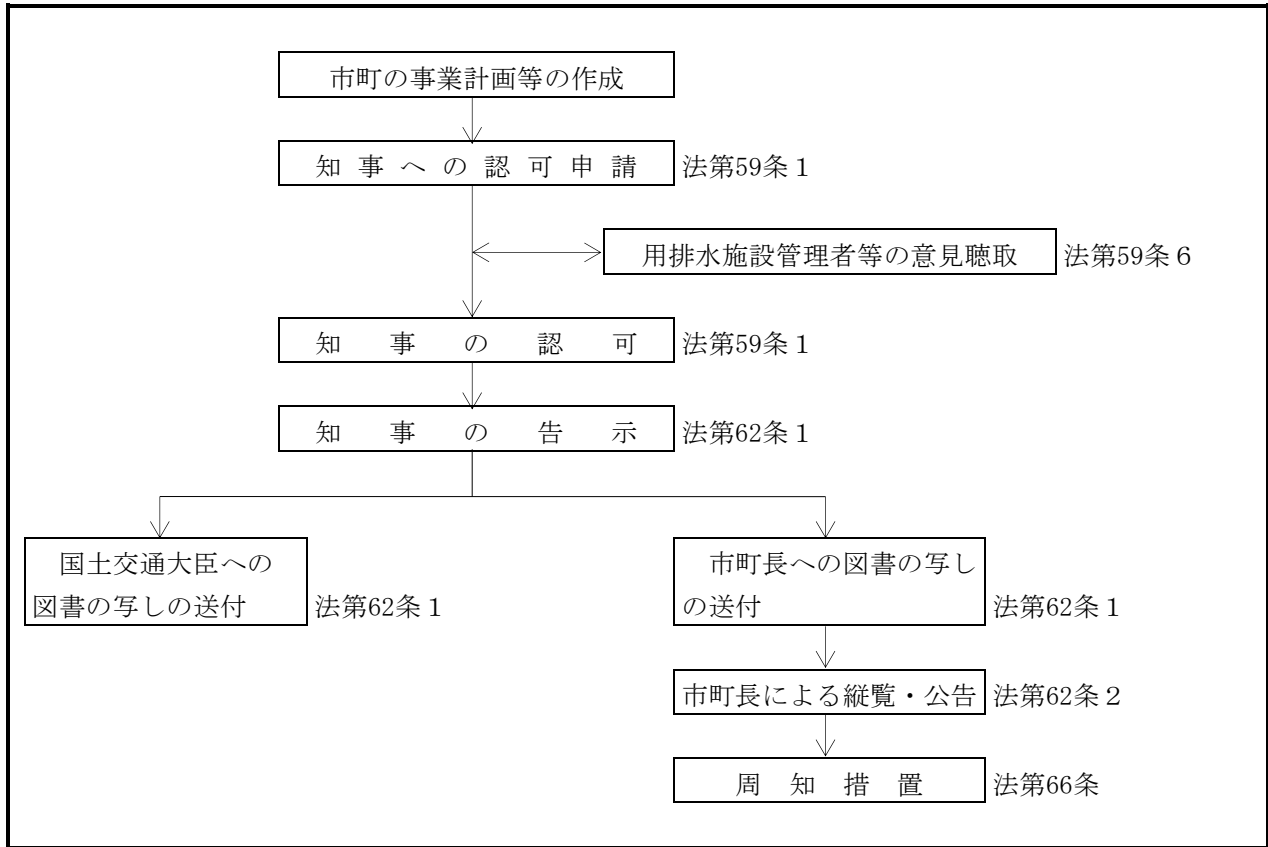 市町の事業計画等の作成
知事への認可申請 法第59条１
用排水施設管理者等の意見聴取 法第59条６
知事の認可 法第59条１
知事の告示 法第62条１
国土交通大臣への
図書の写しの送付 法第62条１
市町長への図書の写し
の送付 法第62条１
市町長による縦覧・公告 法第62条２
周知措置 法第66条